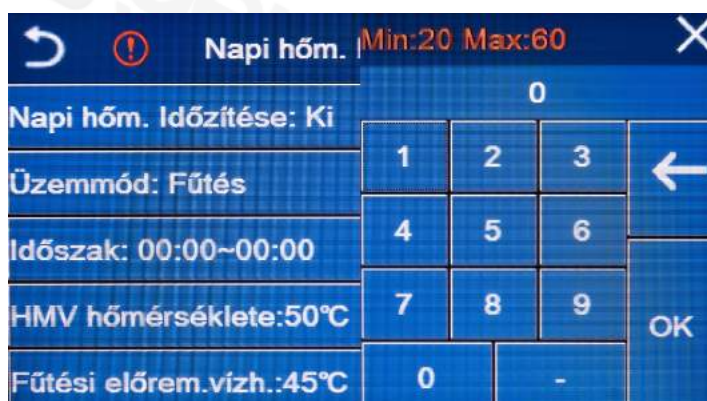 Napi hőm.
Min:20 Max:60
0
Napi hőm. Időzítése: Ki
Üzemmód: Fűtés
Időszak: 00:00~00:00
HMV hőmérséklete:50℃
Fűtési előrem.vízh.:45℃
1 2 3
4 5 6
7 8 9
OK
0 -